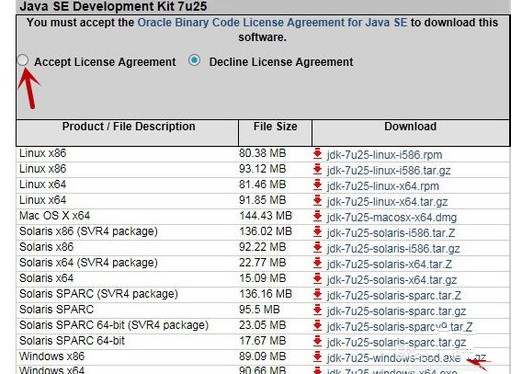 Java SE Development Kit 7u25
You must accept the Oracle Binary Code License Agreement for Java SE to download this
software.
Accept License Agreement Decline License Agreement
Product / File Description File Size Download
Linux x86 80.38 MB jdk-7u25-linux-i586.rpm
Linux x86 93.12 MB jdk-7u25-linux-i586.tar.gz
Linux x64 81.46 MB jdk-7u25-linux-x64.rpm
Linux x64 91.85 MB jdk-7u25-linux-x64.tar.gz
Mac OS X x64 144.43 MB jdk-7u25-macosx-x64.dmg
Solaris x86 (SVR4 package) 136.02 MB jdk-7u25-solaris-i586.tar.Z
Solaris x86 92.22 MB jdk-7u25-solaris-i586.tar.gz
Solaris x64 (SVR4 package) 22.77 MB jdk-7u25-solaris-x64.tar.Z
Solaris x64 15.09 MB jdk-7u25-solaris-x64.tar.gz
Solaris SPARC (SVR4 package) 136.16 MB jdk-7u25-solaris-sparc.tar.Z
Solaris SPARC 95.5 MB jdk-7u25-solaris-sparc.tar.gz
Solaris SPARC 64-bit (SVR4 package) 23.05 MB jdk-7u25-solaris-sparcv9.tar.Z
Solaris SPARC 64-bit 17.67 MB
Windows x86 89.09 MB jdk-7u25-windows-i586.exe
Windows x64 90.66 MB jdk-7u25-windows-x64.exe